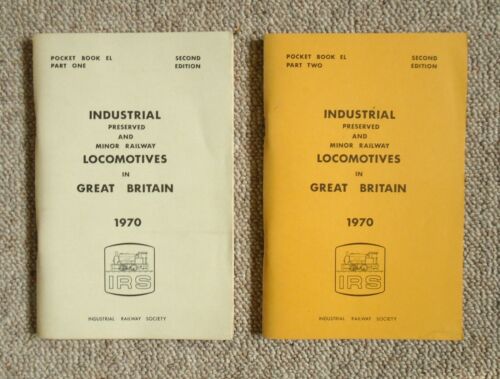 POCKET BOOK EL SECOND
PART ONE EDITION
INDUSTRIAL
PRESERVED
AND
MINOR RAILWAY
LOCOMOTIVES
IN
GREAT BRITAIN
1970
IRS
INDUSTRIAL RAILWAY SOCIETY
POCKET BOOK EL SECOND
PART TWO EDITION
INDUSTRIAL
PRESERVED
AND
MINOR RAILWAY
LOCOMOTIVES
IN
GREAT BRITAIN
1970
IRS
INDUSTRIAL RAILWAY SOCIETY